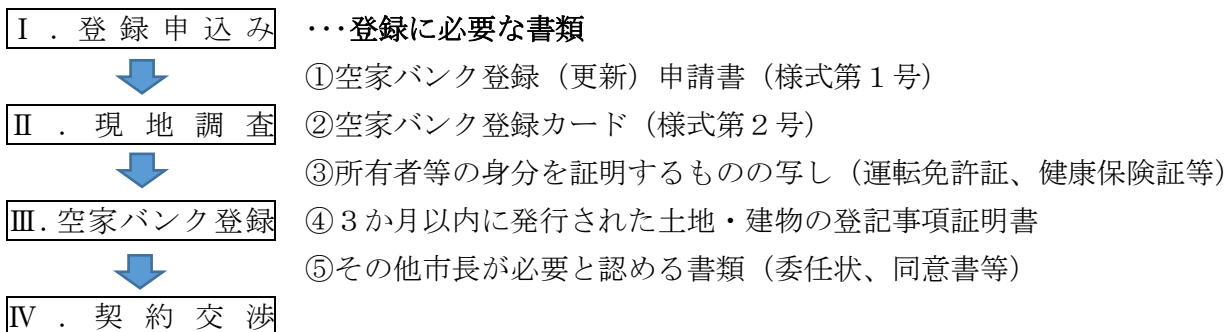 Ⅰ.登録申込み ･･･登録に必要な書類
①空家バンク登録（更新）申請書（様式第１号）
Ⅱ.現地調査 ②空家バンク登録カード（様式第２号）
③所有者等の身分を証明するものの写し（運転免許証、健康保険証等）
Ⅲ.空家バンク登録 ④３か月以内に発行された土地・建物の登記事項証明書
⑤その他市長が必要と認める書類（委任状、同意書等）
Ⅳ.契約交渉